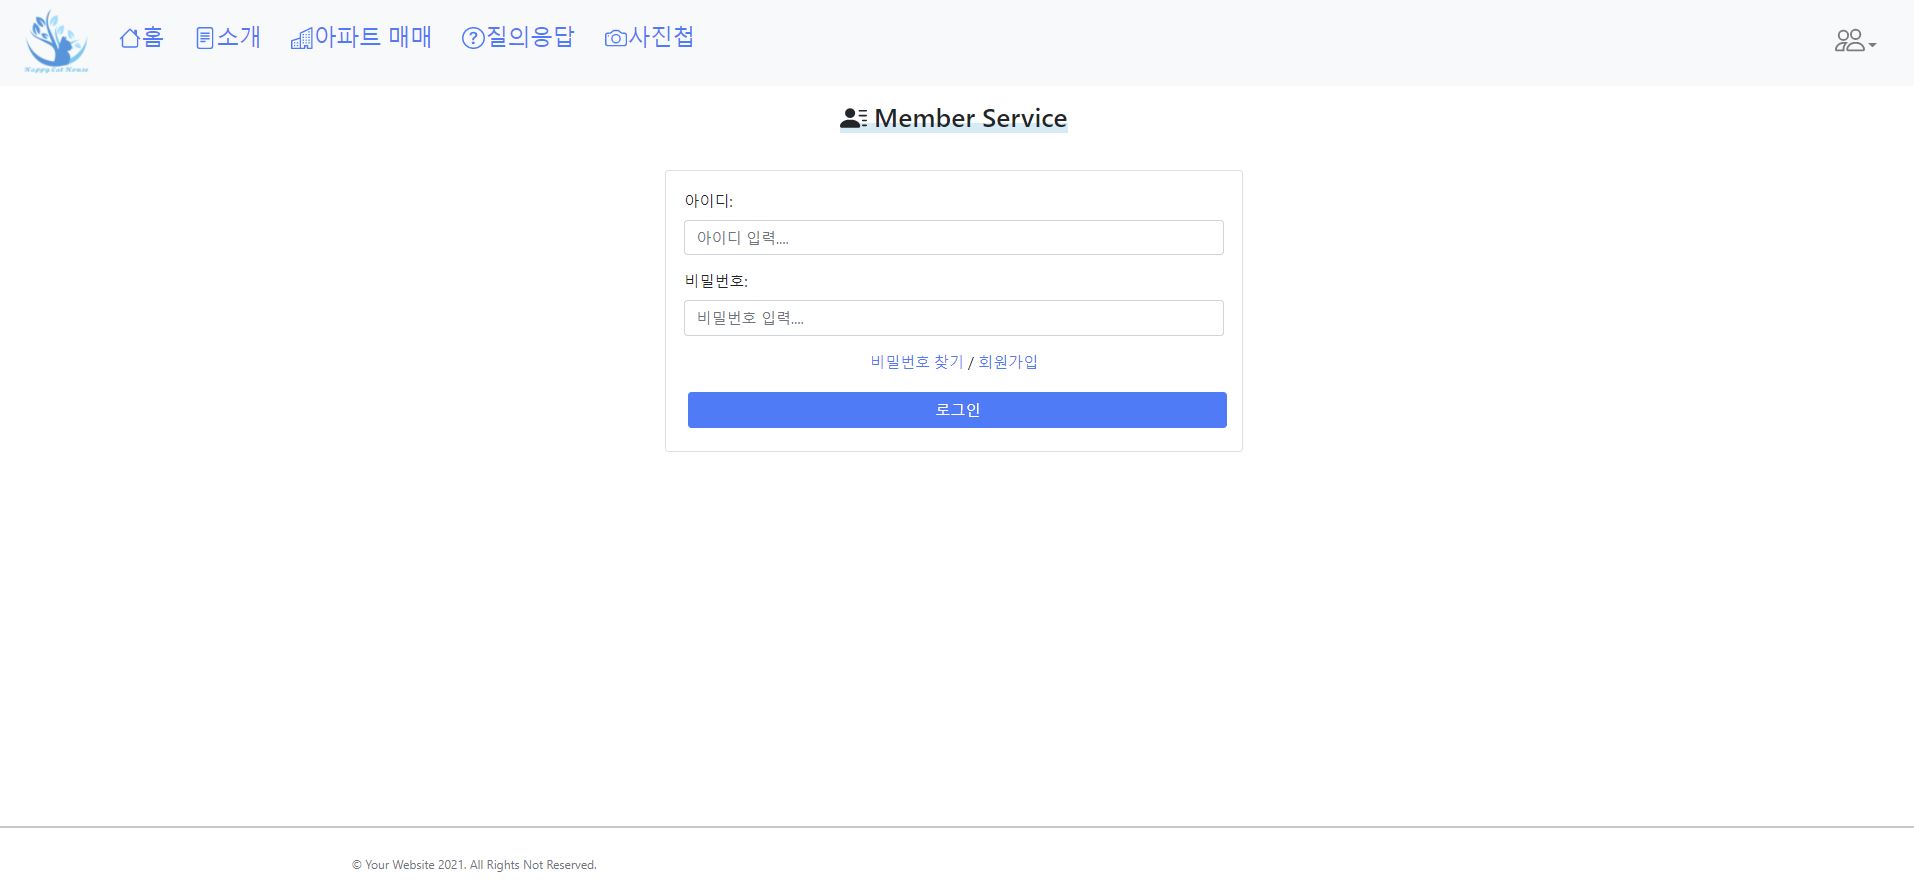 Happy Cat House
홈 소개 아파트 매매 질의응답 사진첩
Member Service
아이디:
아이디 입력....
비밀번호:
비밀번호 입력....
비밀번호 찾기 / 회원가입
로그인
© Your Website 2021. All Rights Not Reserved.